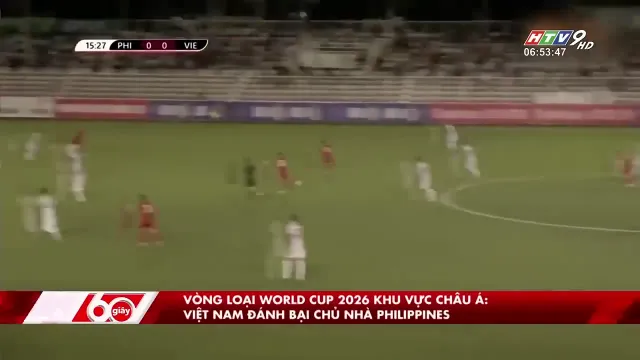 15:27 PHI 0 0 VIE
HTV9 HD
06:53:47
60 giây
VÒNG LOẠI WORLD CUP 2026 KHU VỰC CHÂU Á:
VIỆT NAM ĐÁNH BẠI CHỦ NHÀ PHILIPPINES